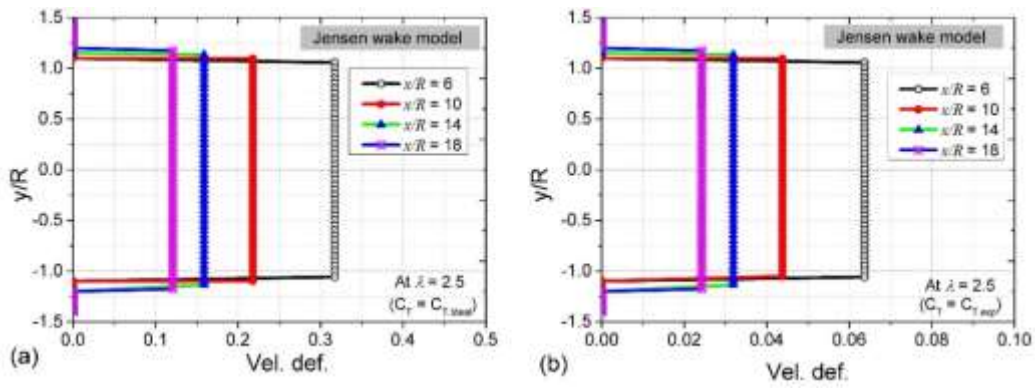 Jensen wake model
x/R = 6
x/R = 10
x/R = 14
x/R = 18
y/R
1.5
1.0
0.5
0.0
-0.5
-1.0
-1.5
At λ = 2.5
(C_T = C_T,ideal)
0.0 0.1 0.2 0.3 0.4 0.5
Vel. def.
(a)
Jensen wake model
x/R = 6
x/R = 10
x/R = 14
x/R = 18
y/R
1.5
1.0
0.5
0.0
-0.5
-1.0
-1.5
At λ = 2.5
(C_T = C_T,exp)
0.00 0.02 0.04 0.06 0.08 0.10
Vel. def.
(b)